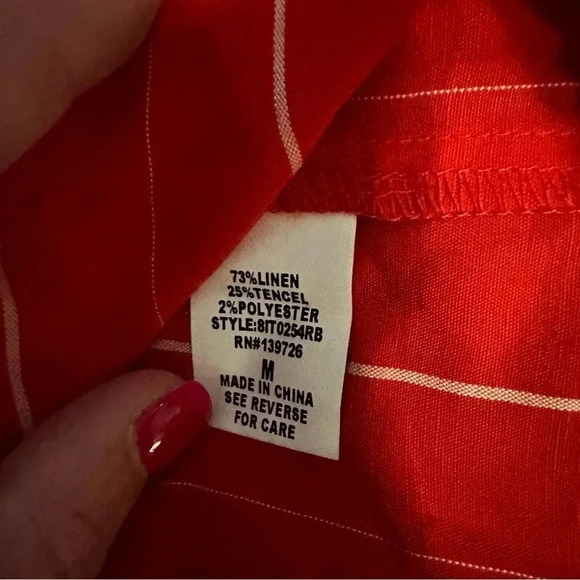 73%LINEN
25%TENCEL
2%POLYESTER
STYLE:8IT0254RB
RN#139726
M
MADE IN CHINA
SEE REVERSE
FOR CARE